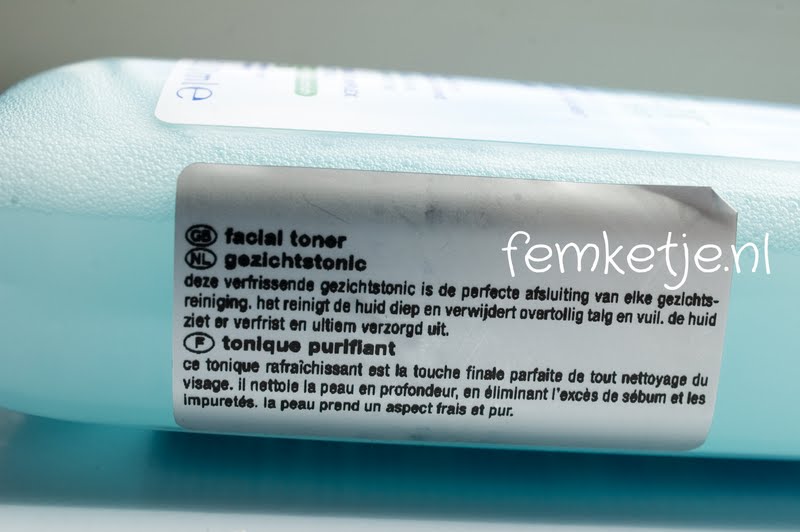 GB facial toner
NL gezichtstonic
deze verfrissende gezichtstonic is de perfecte afsluiting van elke gezichts-
reiniging. het reinigt de huid diep en verwijdert overtollig talg en vuil. de huid
ziet er verfrist en ultiem verzorgd uit.
F tonique purifiant
ce tonique rafraîchissant est la touche finale parfaite de tout nettoyage du
visage. il nettoie la peau en profondeur, en éliminant l'excès de sébum et les
impuretés. la peau prend un aspect frais et pur.
femketje.nl